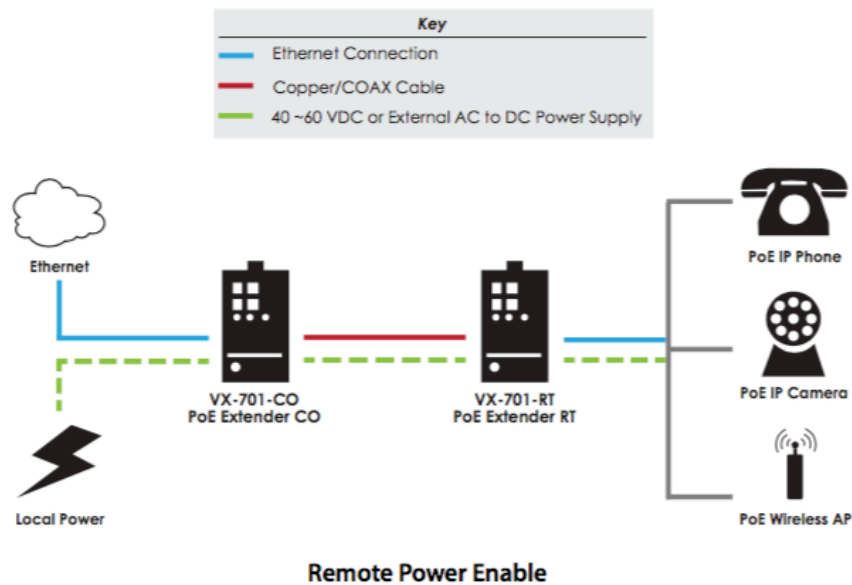 Key
Ethernet Connection
Copper/COAX Cable
40 ~60 VDC or External AC to DC Power Supply
Ethernet
PoE IP Phone
VX-701-CO
PoE Extender CO
VX-701-RT
PoE Extender RT
PoE IP Camera
Local Power
PoE Wireless AP
Remote Power Enable